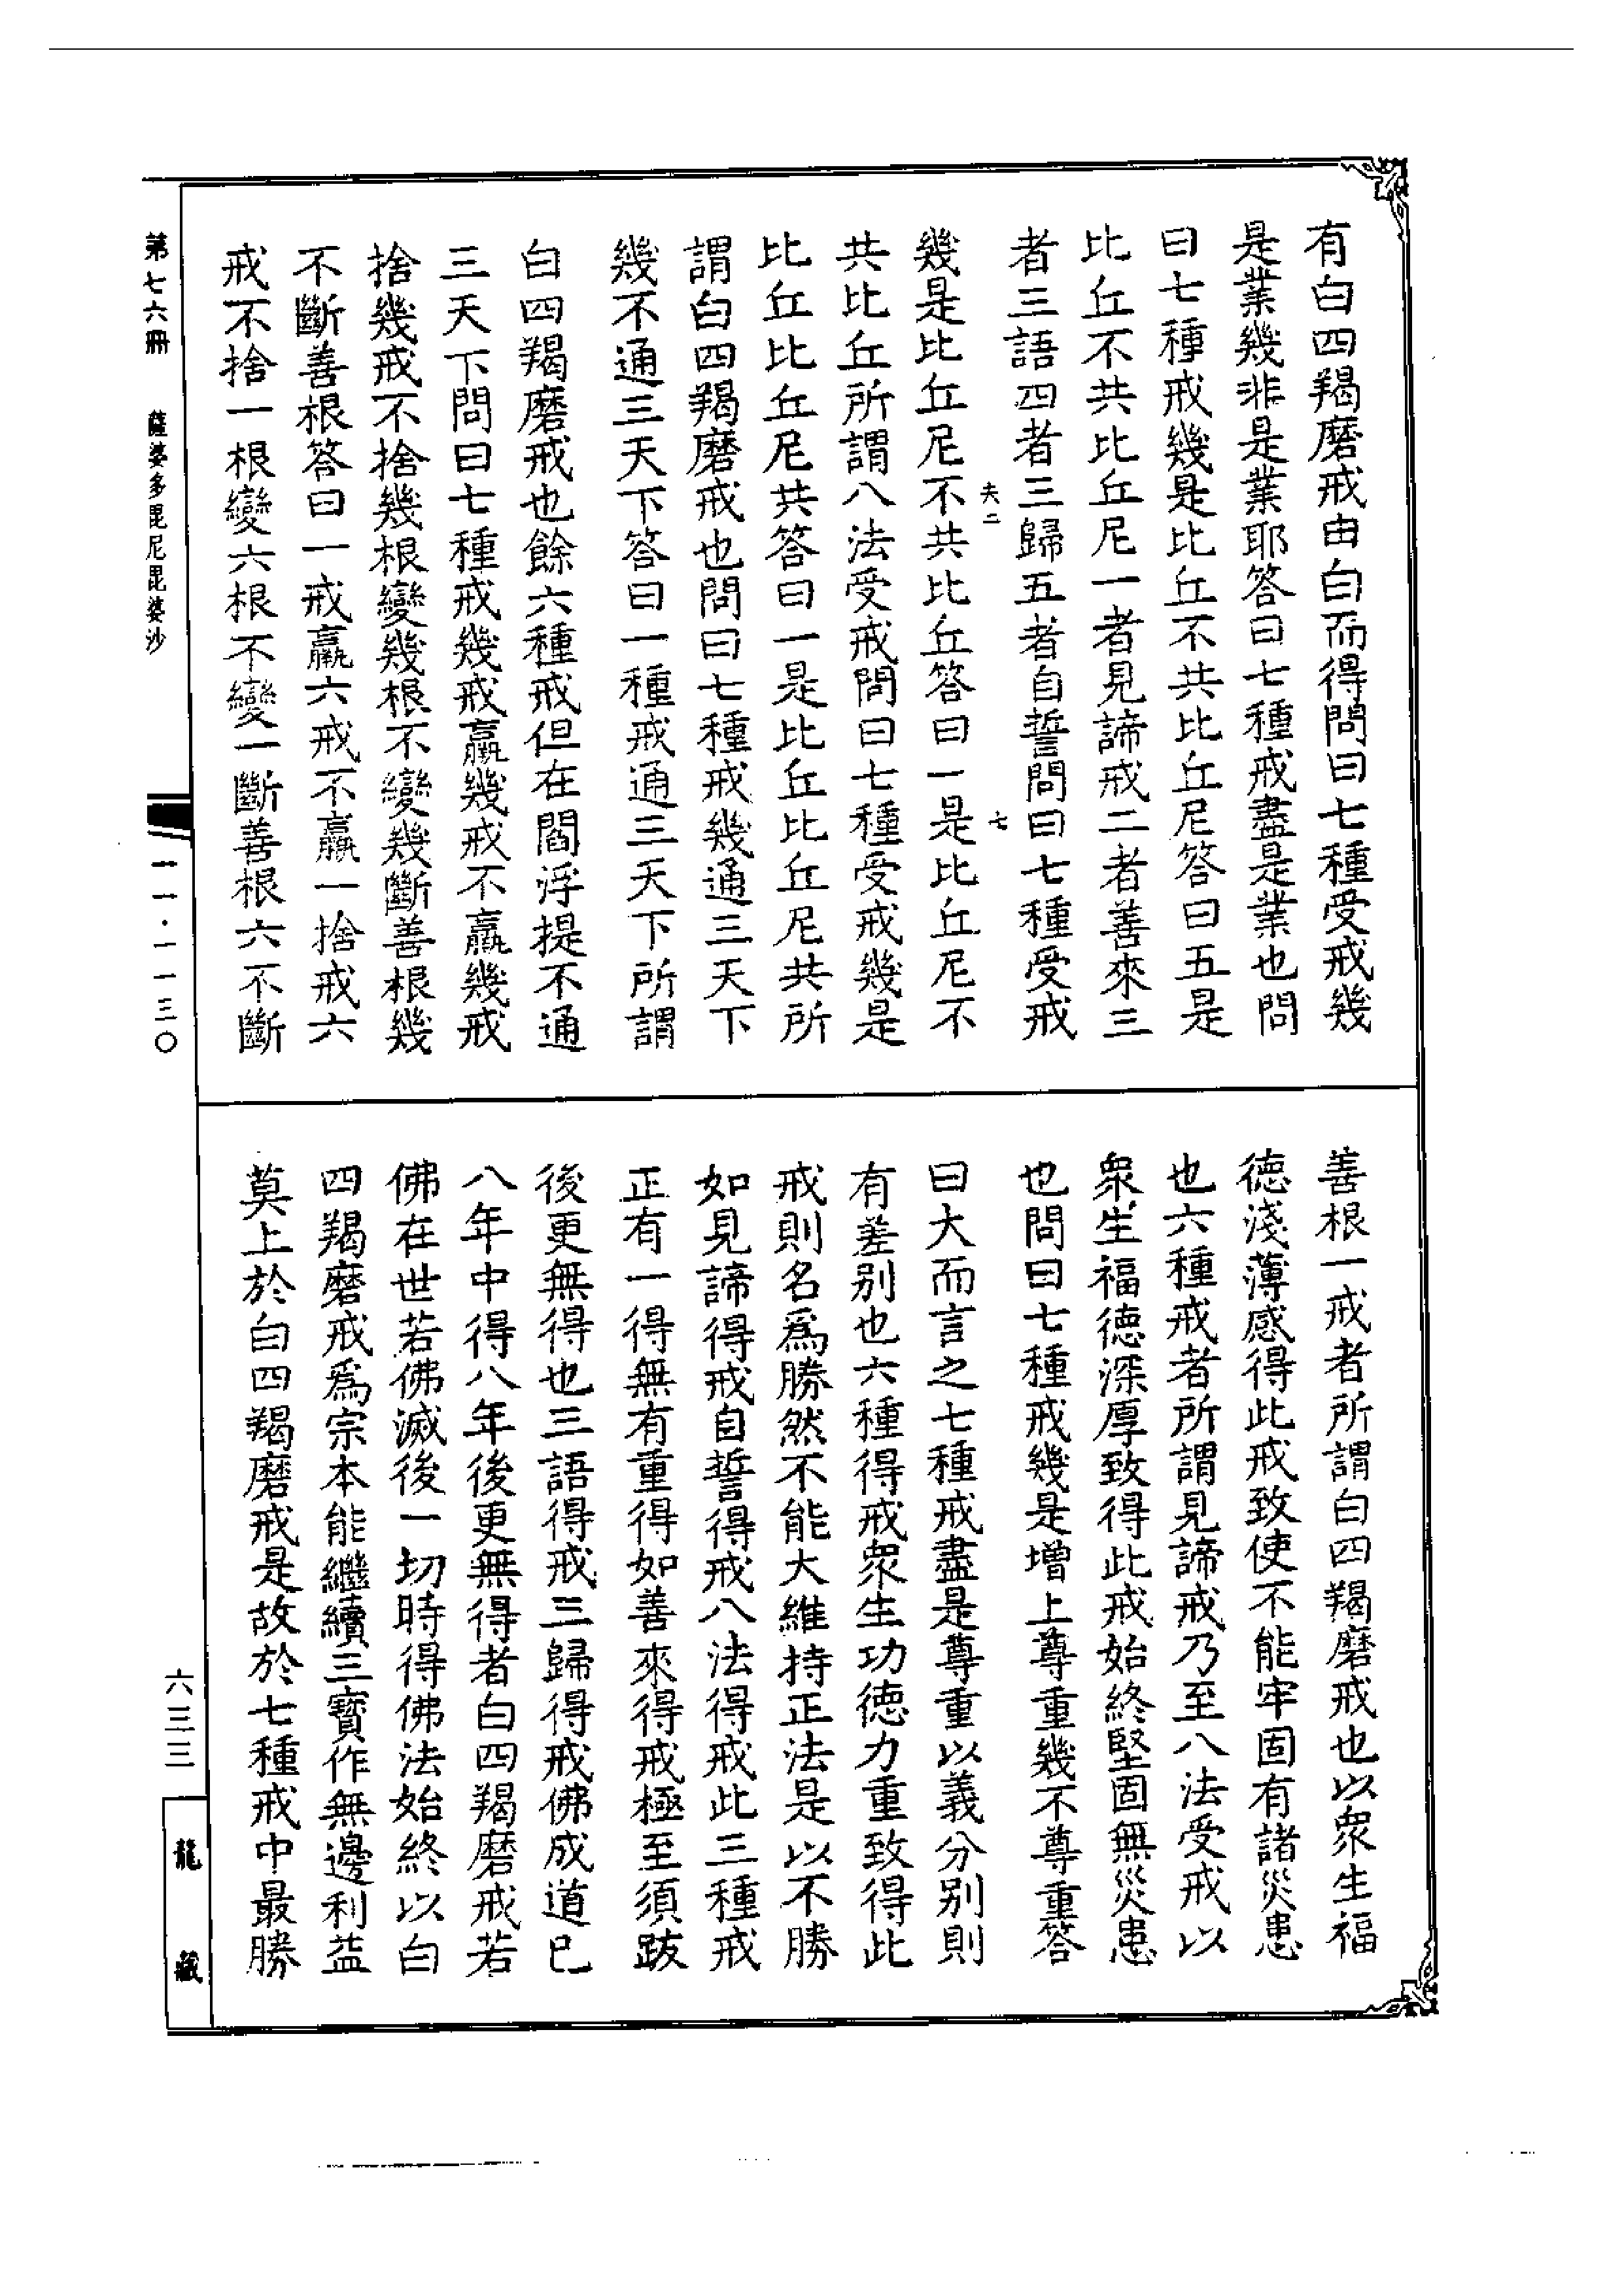 有白四羯磨戒由白而得問曰七種受戒幾
是業幾非是業耶答曰七種戒盡是業也問
曰七種戒幾是比丘不共比丘尼答曰五是
比丘不共比丘尼一者見諦戒二者善來三
者三語四者三歸五者自誓問曰七種受戒
夫二
七
幾是比丘尼不共比丘答曰一是比丘尼不
共比丘所謂八法受戒問曰七種受戒幾是
比丘比丘尼共答曰一是比丘比丘尼共所
謂白四羯磨戒也問曰七種戒幾通三天下
幾不通三天下答曰一種戒通三天下所謂
白四羯磨戒也餘六種戒但在閻浮提不通
三天下問曰七種戒幾戒羸幾戒不羸幾戒
捨幾戒不捨幾根變幾根不變幾斷善根幾
不斷善根答曰一戒羸六戒不羸一捨戒六
戒不捨一根變六根不變一斷善根六不斷
善根一戒者所謂白四羯磨戒也以眾生福
德淺薄感得此戒致使不能牢固有諸災患
也六種戒者所謂見諦戒乃至八法受戒以
眾生福德深厚致得此戒始終堅固無災患
也問曰七種戒幾是增上尊重幾不尊重答
曰大而言之七種戒盡是尊重以義分別則
有差別也六種得戒眾生功德力重致得此
戒則名爲勝然不能大維持正法是以不勝
如見諦得戒自誓得戒八法得戒此三種戒
正有一得無有重得如善來得戒極至須跋
後更無得也三語得戒三歸得戒佛成道已
八年中得八年後更無得者白四羯磨戒若
佛在世若佛滅後一切時得佛法始終以白
四羯磨戒爲宗本能繼續三寶作無邊利益
莫上於白四羯磨戒是故於七種戒中最勝
第七六冊
薩婆多毘尼毘婆沙
一一·一一三〇
六三三
龍藏